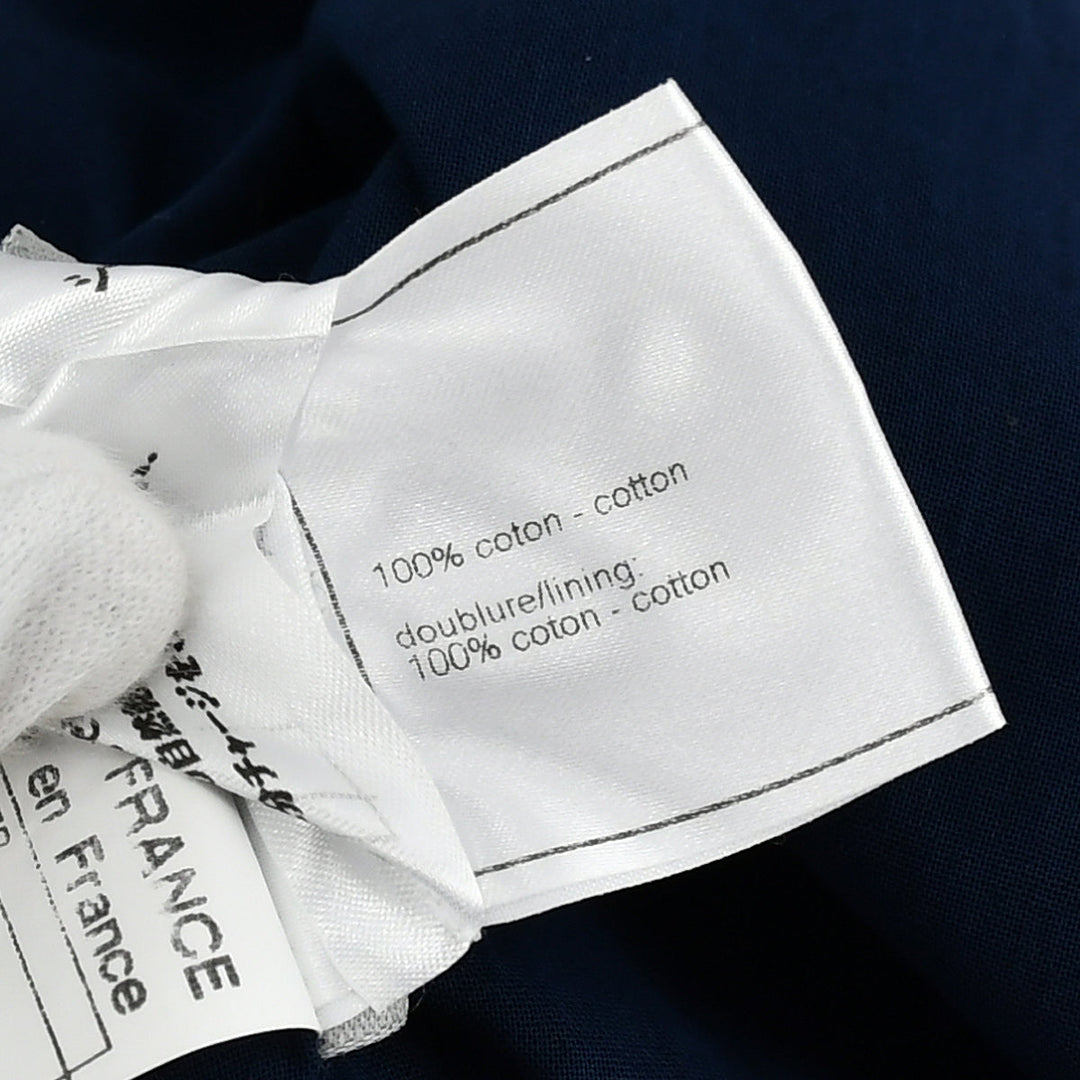 100% coton - cotton
doublure/lining:
100% coton - cotton
FRANCE
en France